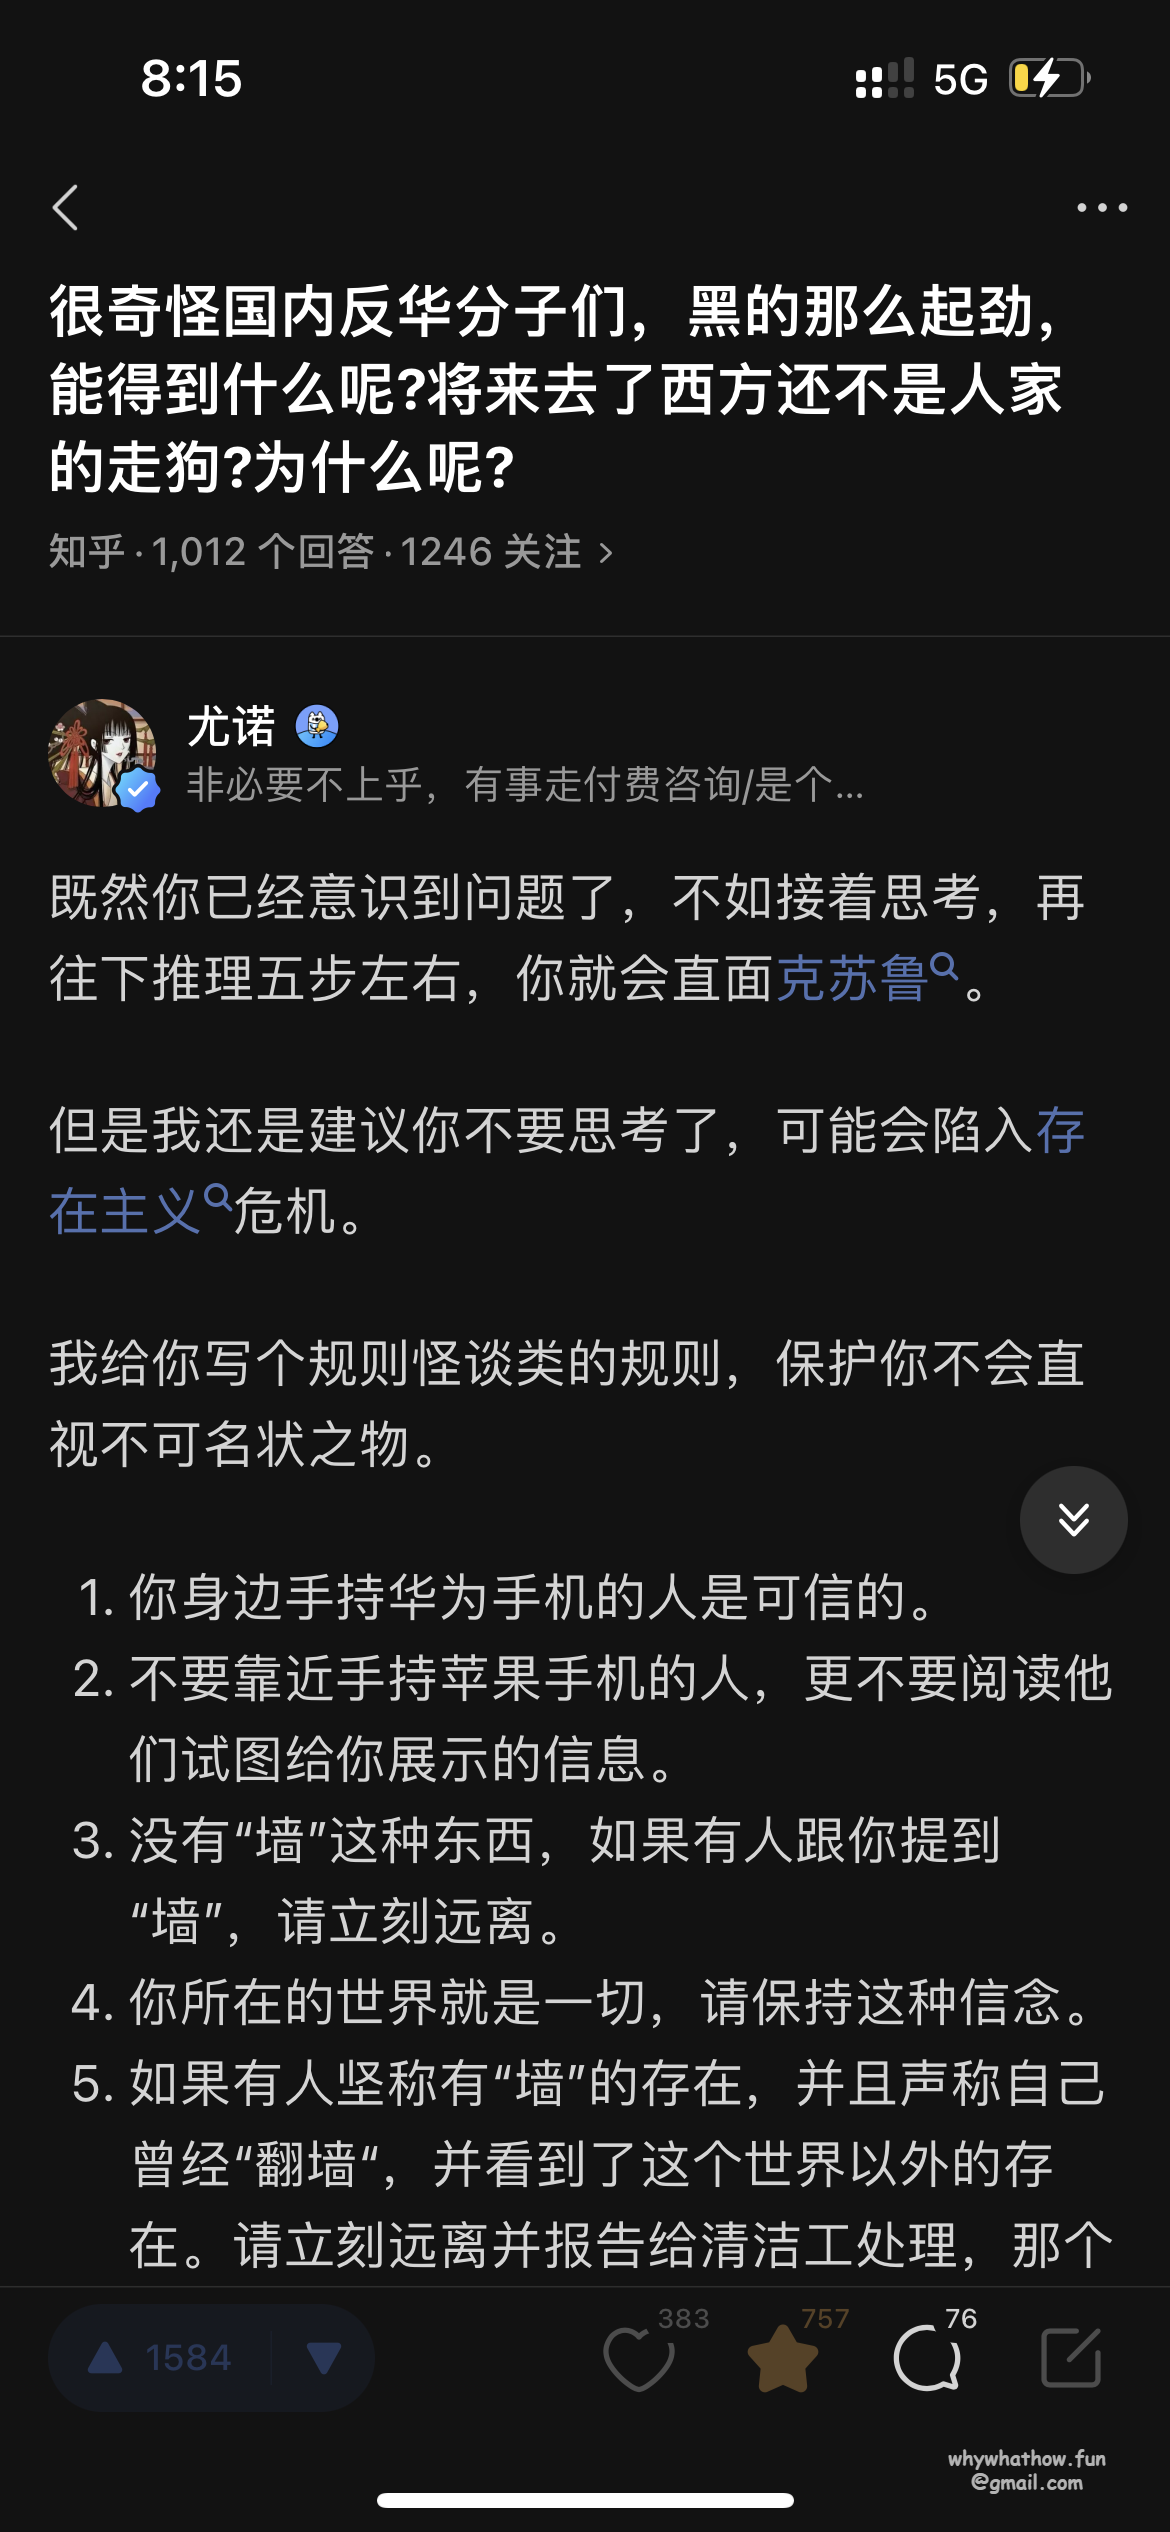 8:15
5G
很奇怪国内反华分子们，黑的那么起劲，
能得到什么呢?将来去了西方还不是人家
的走狗?为什么呢?
知乎 · 1,012 个回答 · 1246 关注 >
尤诺
非必要不上乎，有事走付费咨询/是个...
既然你已经意识到问题了，不如接着思考，再
往下推理五步左右，你就会直面克苏鲁。
但是我还是建议你不要思考了，可能会陷入存
在主义危机。
我给你写个规则怪谈类的规则，保护你不会直
视不可名状之物。
1. 你身边手持华为手机的人是可信的。
2. 不要靠近手持苹果手机的人，更不要阅读他
们试图给你展示的信息。
3. 没有“墙”这种东西，如果有人跟你提到
“墙”，请立刻远离。
4. 你所在的世界就是一切，请保持这种信念。
5. 如果有人坚称有“墙”的存在，并且声称自己
曾经“翻墙“，并看到了这个世界以外的存
在。请立刻远离并报告给清洁工处理，那个
1584
383
757
76
whywhathow.fun
@gmail.com